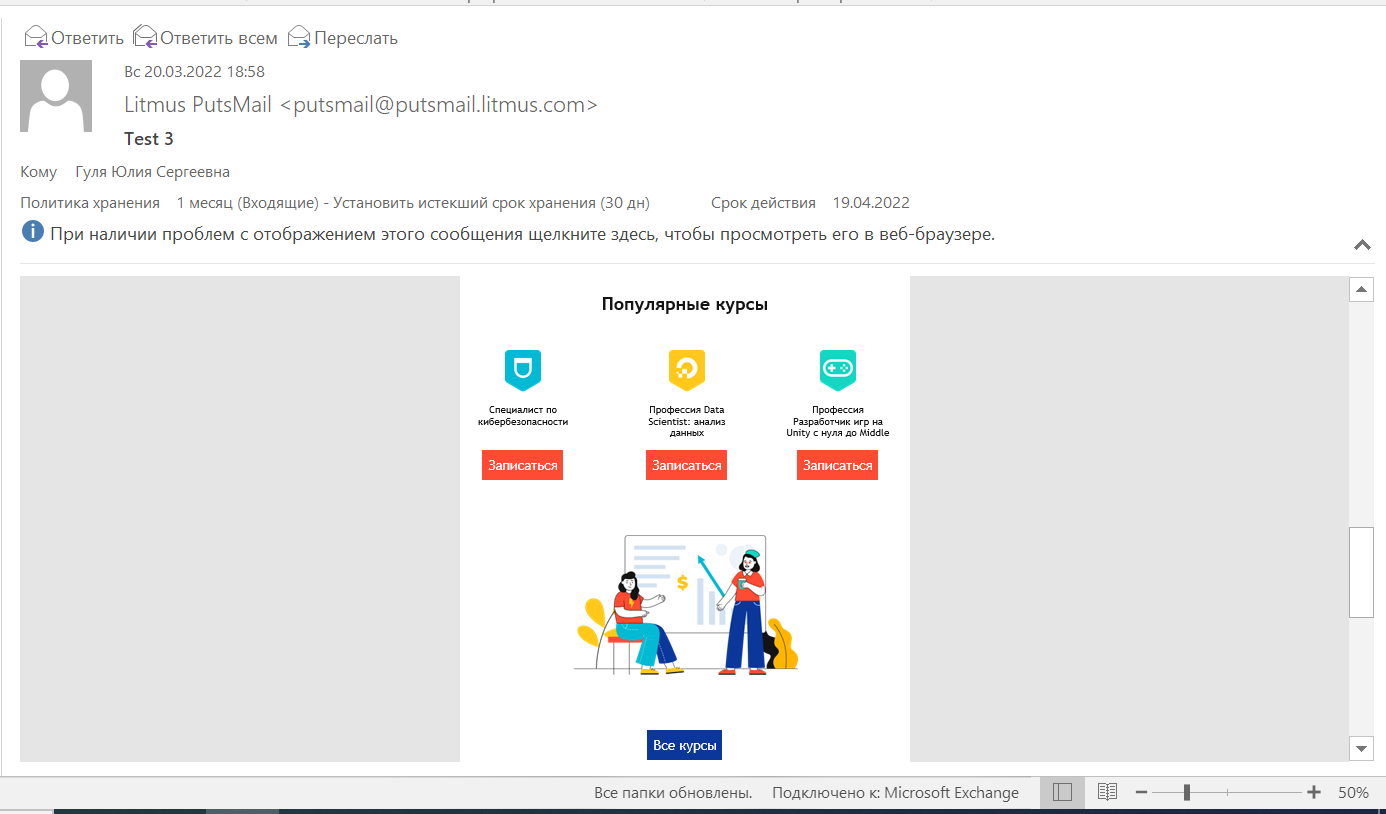 Ответить Ответить всем Переслать
Вс 20.03.2022 18:58
Litmus PutsMail <putsmail@putsmail.litmus.com>
Test 3
Кому Гуля Юлия Сергеевна
Политика хранения 1 месяц (Входящие) - Установить истекший срок хранения (30 дн) Срок действия 19.04.2022
При наличии проблем с отображением этого сообщения щелкните здесь, чтобы просмотреть его в веб-браузере.
Популярные курсы
Специалист по
кибербезопасности
Записаться
Профессия Data
Scientist: анализ
данных
Записаться
Профессия
Разработчик игр на
Unity с нуля до Middle
Записаться
$
Все курсы
Все папки обновлены. Подключено к: Microsoft Exchange 50%